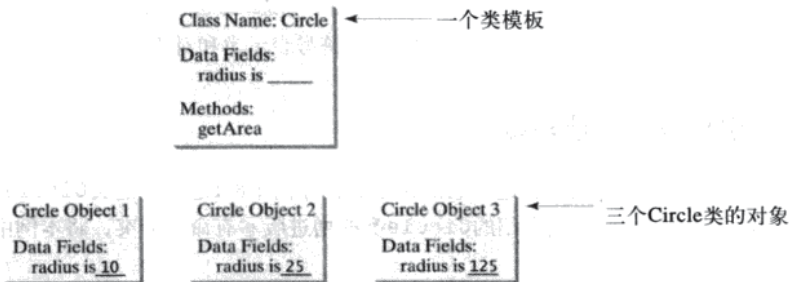 Class Name: Circle
一个类模板
Data Fields:
radius is ____
Methods:
getArea
Circle Object 1
Data Fields:
radius is 10
Circle Object 2
Data Fields:
radius is 25
Circle Object 3
Data Fields:
radius is 125
三个Circle类的对象